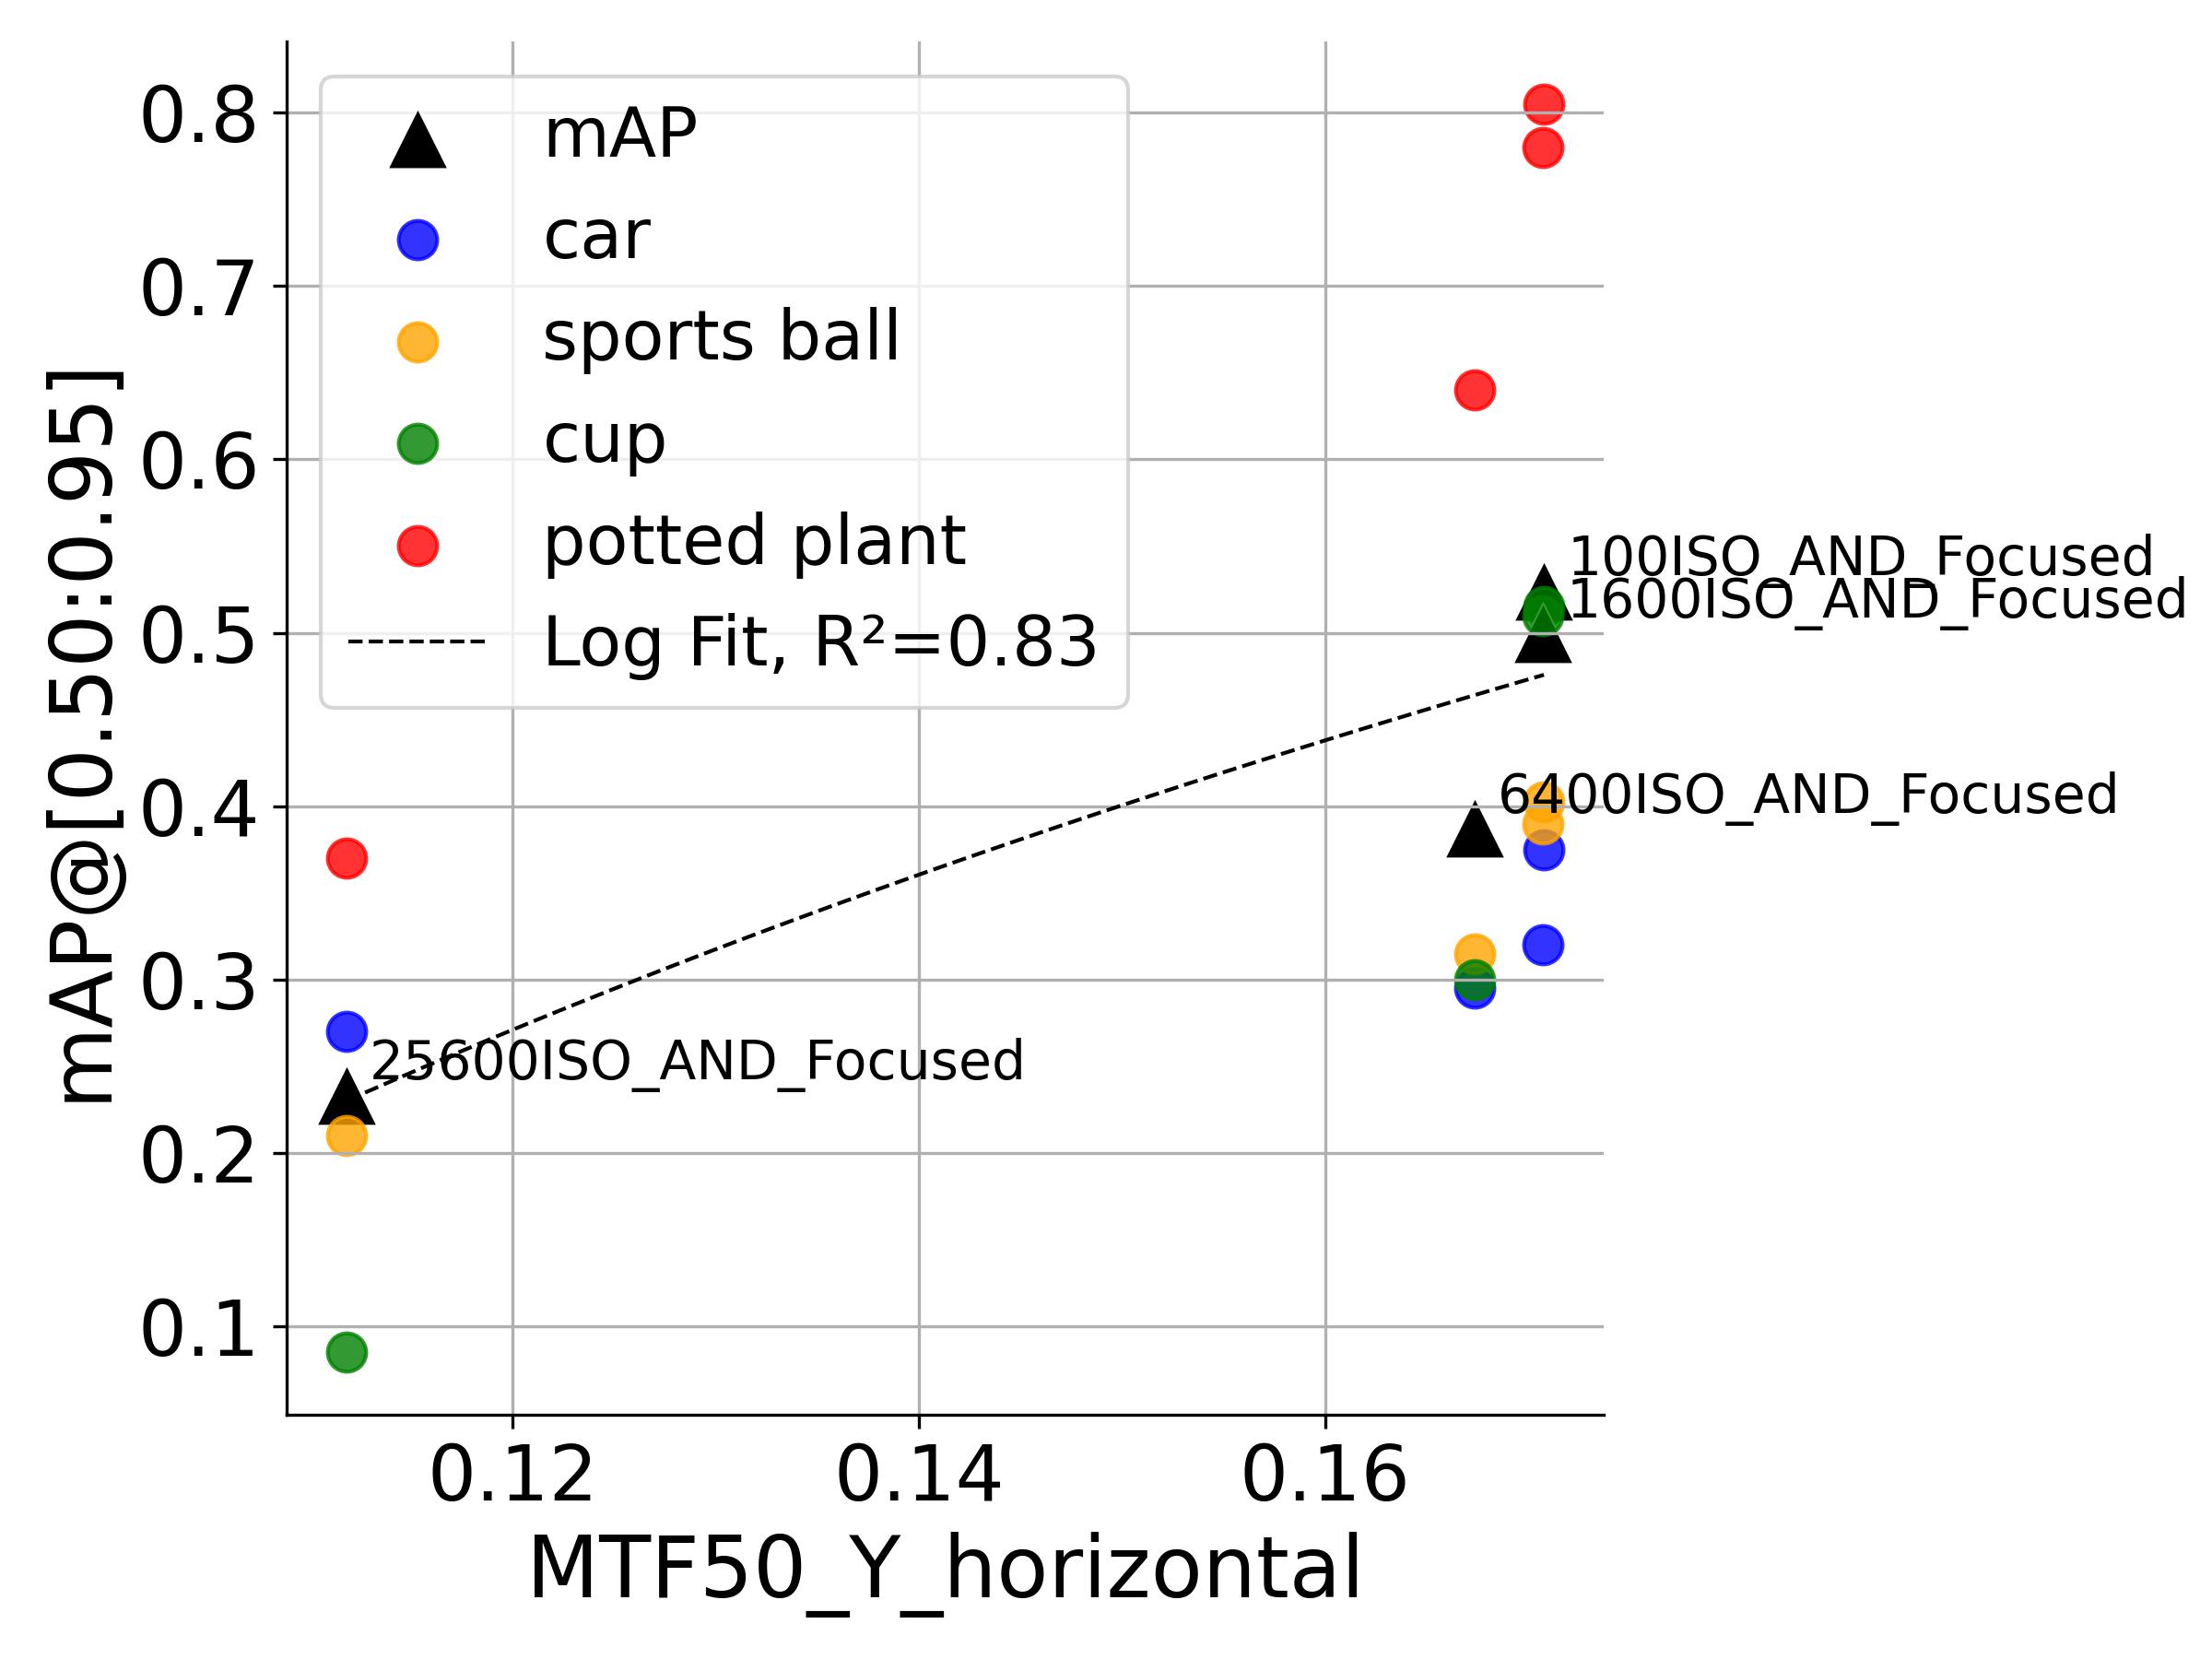 mAP@[0.50:0.95]
0.8
0.7
0.6
0.5
0.4
0.3
0.2
0.1
mAP
car
sports ball
cup
potted plant
Log Fit, R²=0.83
100ISO_AND_Focused
1600ISO_AND_Focused
6400ISO_AND_Focused
25600ISO_AND_Focused
0.12 0.14 0.16
MTF50_Y_horizontal